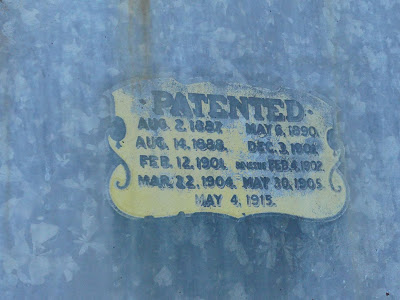 · PATENTED ·
AUG. 2, 1887. MAY 6, 1890.
AUG. 14, 1888. DEC. 3, 1901.
FEB. 12, 1901. FEB. 4, 1902.
MAR. 22, 1904. MAY 30, 1905.
MAY 4, 1915.